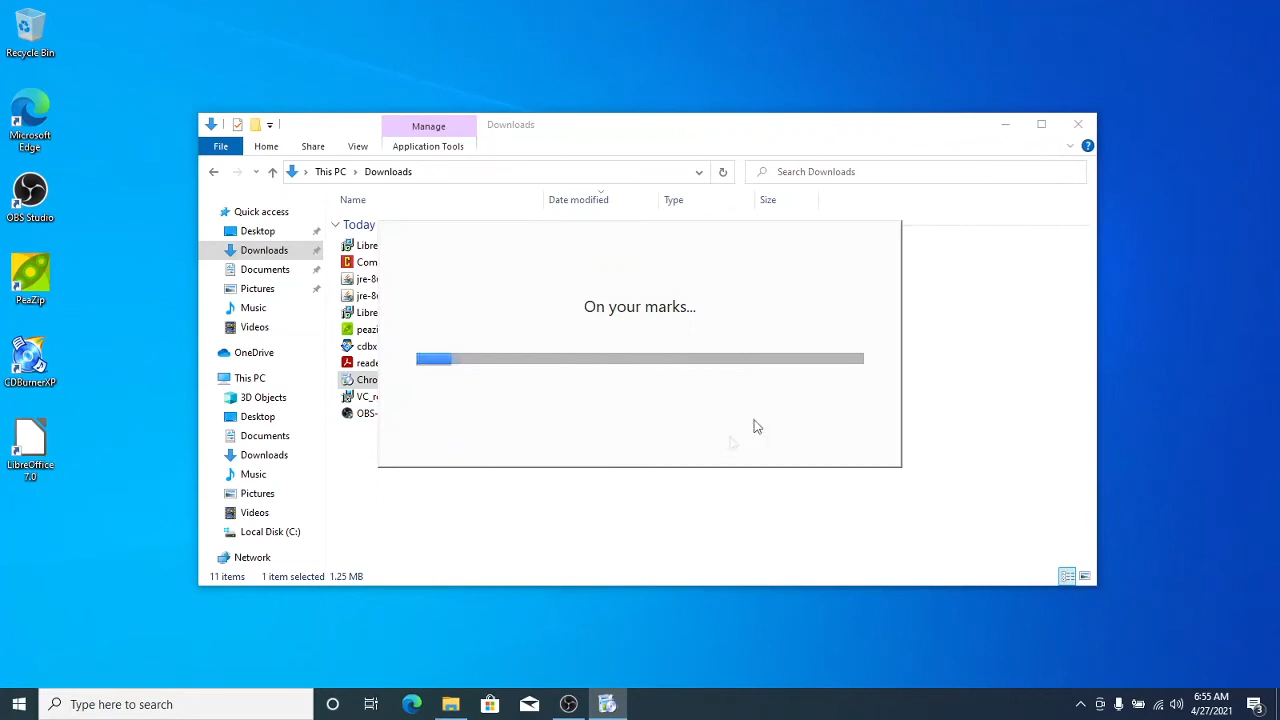 Recycle Bin
Microsoft
Edge
OBS Studio
PeaZip
CDBurnerXP
LibreOffice
7.0
Manage
Downloads
File
Home
Share
View
Application Tools
This PC
Downloads
Search Downloads
Name
Date modified
Type
Size
Quick access
Desktop
Downloads
Documents
Pictures
Music
Videos
OneDrive
This PC
3D Objects
Desktop
Documents
Downloads
Music
Pictures
Videos
Local Disk (C:)
Network
Today
Libre
Com
jre-8
jre-8
Libre
peazi
cdbx
reade
Chro
VC_re
OBS-
On your marks...
11 items
1 item selected
1.25 MB
Type here to search
6:55 AM
4/27/2021
3